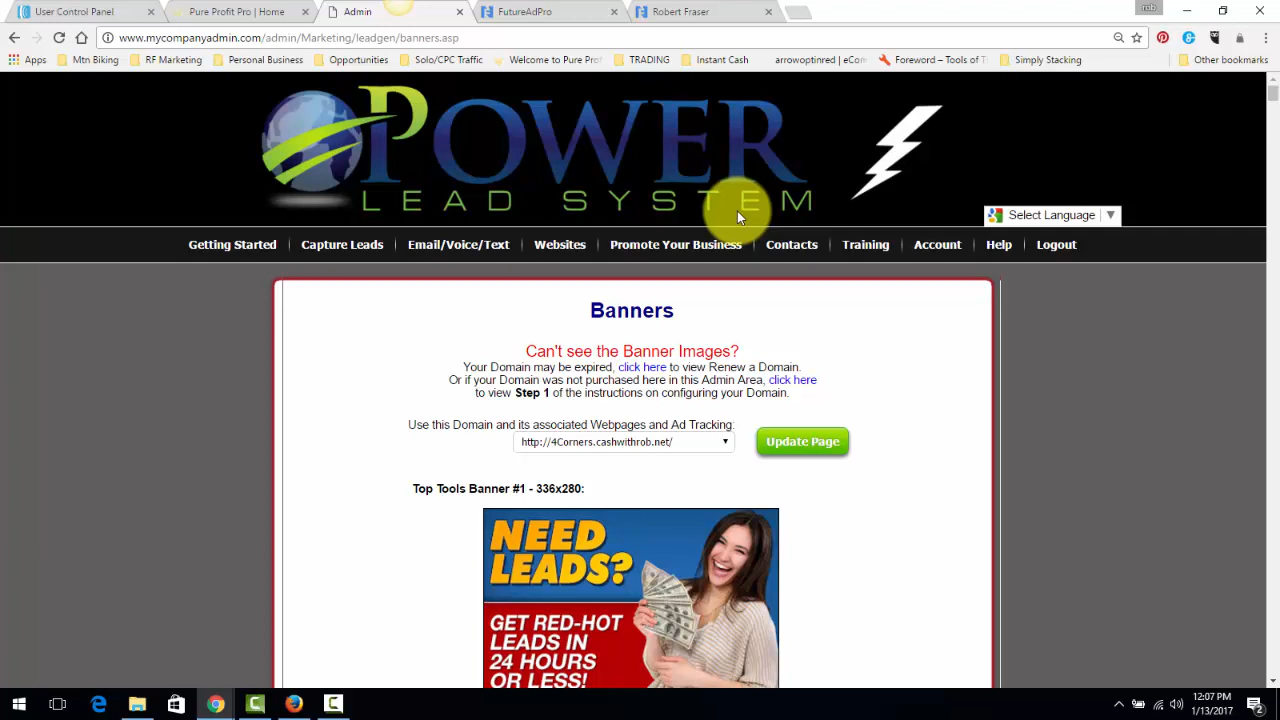 User Control Panel
Pure Profit Pro | Home
Admin
FutureAdPro
Robert Fraser
rob
www.mycompanyadmin.com/admin/Marketing/leadgen/banners.asp
Apps
Mtn Biking
RF Marketing
Personal Business
Opportunities
Solo/CPC Traffic
Welcome to Pure Pro
TRADING
Instant Cash
arrowoptinred | eCom
Foreword – Tools of T
Simply Stacking
Other bookmarks
POWER
LEAD SYSTEM
Select Language
Getting Started
Capture Leads
Email/Voice/Text
Websites
Promote Your Business
Contacts
Training
Account
Help
Logout
Banners
Can't see the Banner Images?
Your Domain may be expired, click here to view Renew a Domain.
Or if your Domain was not purchased here in this Admin Area, click here
to view Step 1 of the instructions on configuring your Domain.
Use this Domain and its associated Webpages and Ad Tracking:
http://4Corners.cashwithrob.net/
Update Page
Top Tools Banner #1 - 336x280:
NEED
LEADS?
GET RED-HOT
LEADS IN
24 HOURS
OR LESS!
12:07 PM
1/13/2017
2